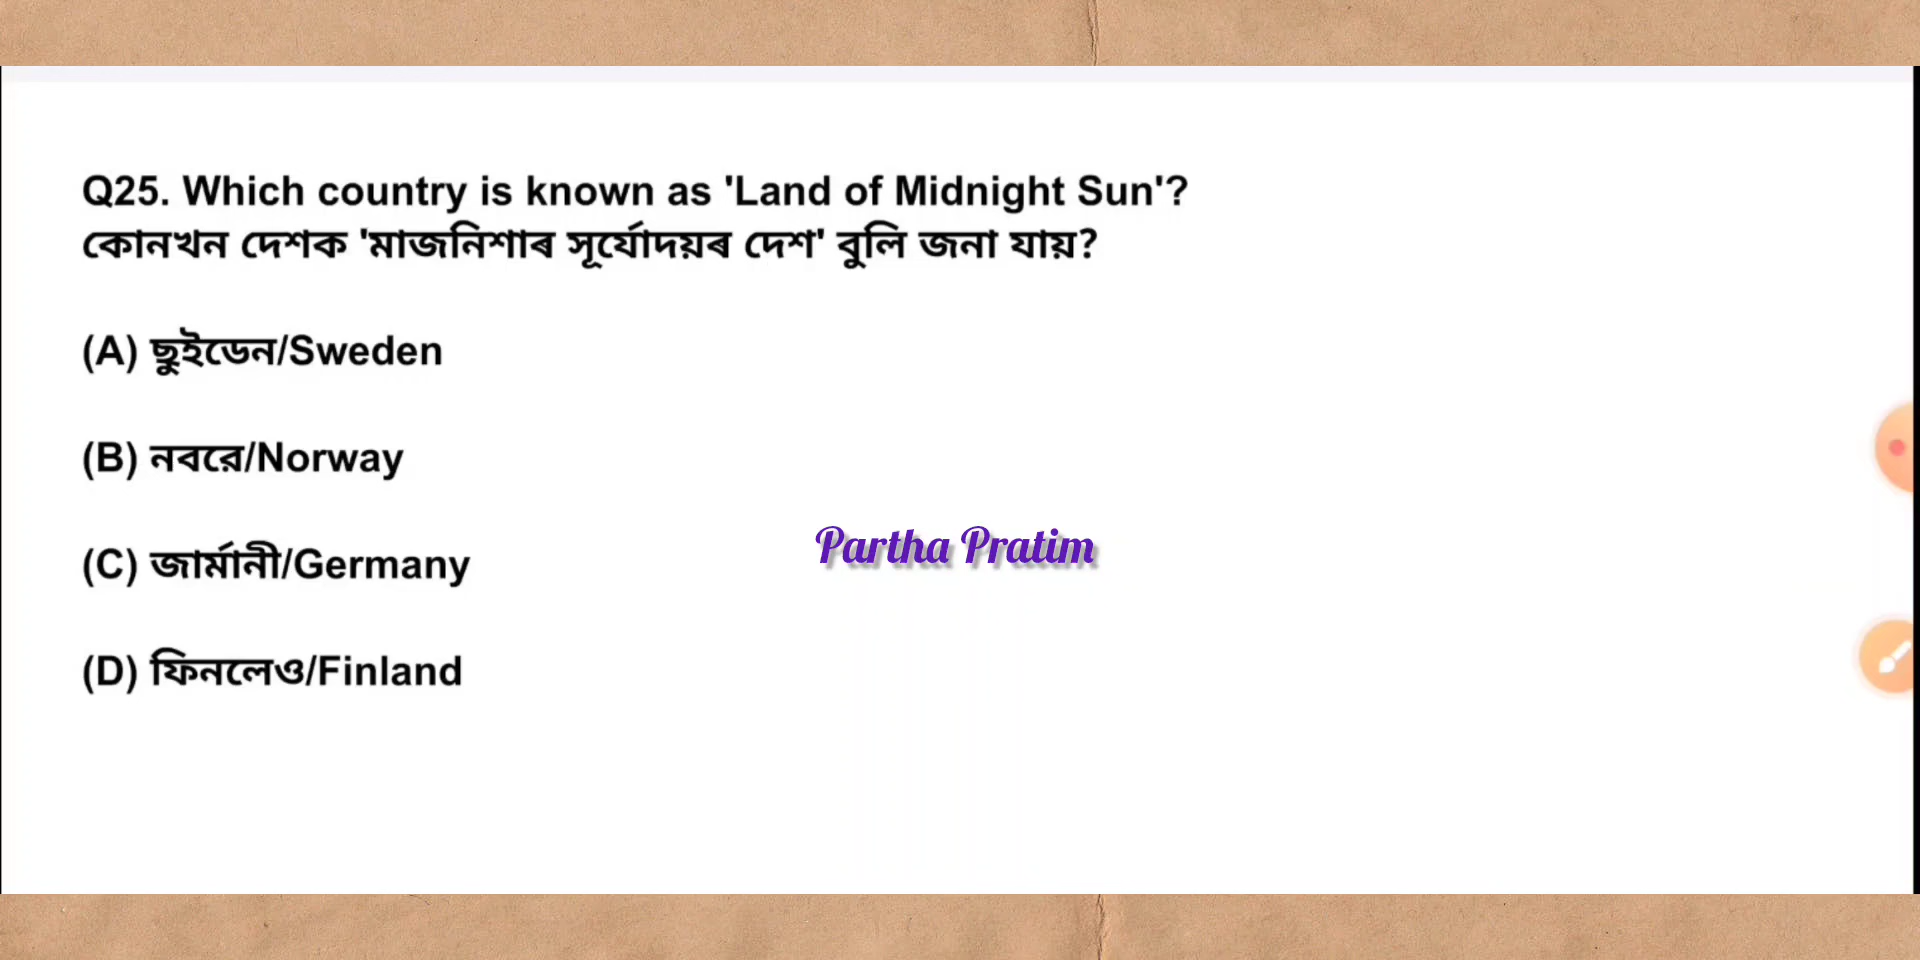 Q25. Which country is known as 'Land of Midnight Sun'?
কোনখন দেশক 'মাজনিশাৰ সূৰ্যোদয়ৰ দেশ' বুলি জনা যায়?
(A) ছুইডেন/Sweden
(B) নবরে/Norway
(C) জাৰ্মানী/Germany
Partha Pratim
(D) ফিনলেও/Finland